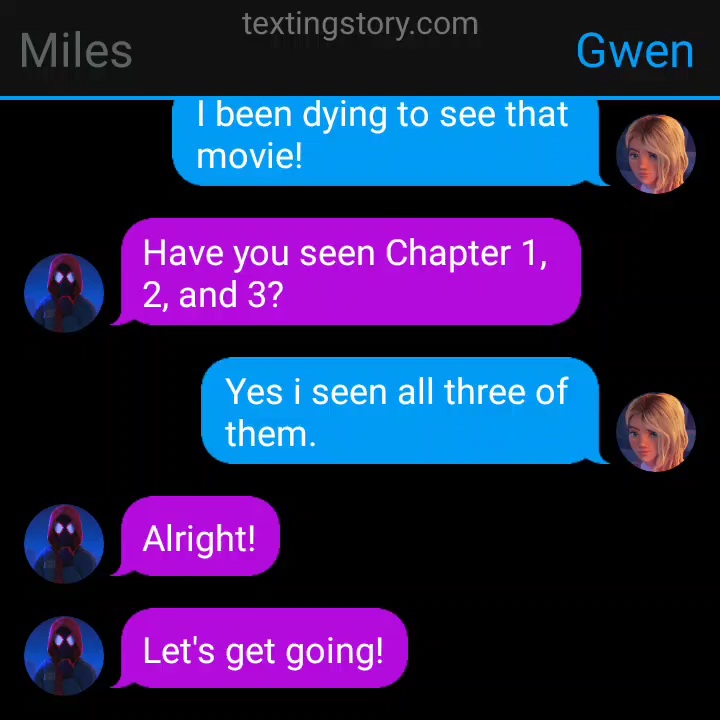 textingstory.com
Miles
Gwen
I been dying to see that
movie!
Have you seen Chapter 1,
2, and 3?
Yes i seen all three of
them.
Alright!
Let's get going!